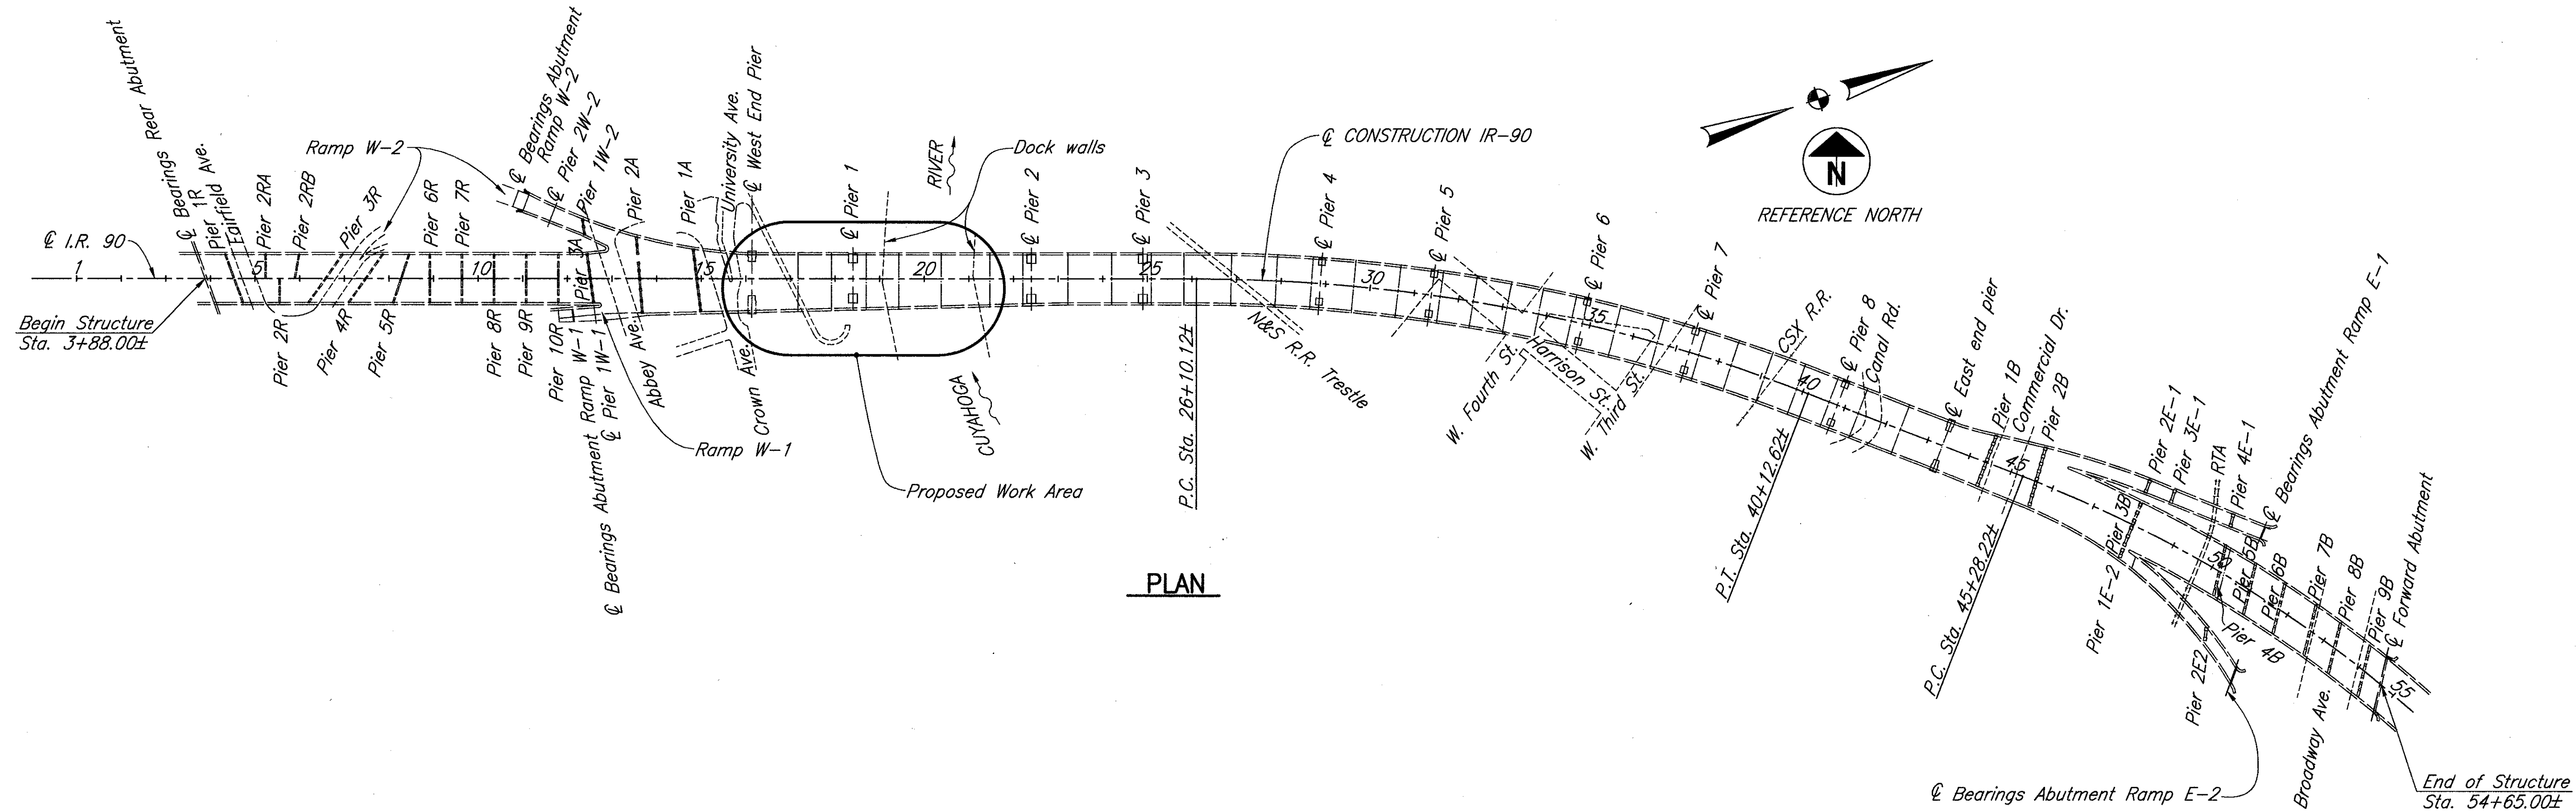 ℄ Bearings Rear Abutment
Pier 1R
Fairfield Ave.
Pier 2RA
Pier 2RB
Pier 3R
Pier 6R
Pier 7R
Ramp W-2
℄ I.R. 90
Begin Structure
Sta. 3+88.00±
Pier 2R
Pier 4R
Pier 5R
Pier 8R
Pier 9R
Pier 10R
1
5
10
15
20
25
30
35
40
45
50
55
℄ Bearings Abutment
Ramp W-2
℄ Pier 2W-2
Pier 1W-2
Pier 2A
Pier 3A
Pier 1A
University Ave.
℄ West End Pier
℄ Bearings Abutment Ramp W-1
℄ Pier 1W-1
Abbey Ave.
Ramp W-1
Crown Ave.
℄ Pier 1
RIVER
Dock walls
CUYAHOGA
Proposed Work Area
℄ Pier 2
℄ Pier 3
℄ CONSTRUCTION IR-90
P.C. Sta. 26+10.12±
N&S R.R. Trestle
℄ Pier 4
℄ Pier 5
℄ Pier 6
℄ Pier 7
W. Fourth St.
Harrison St.
W. Third St.
N
REFERENCE NORTH
CSX R.R.
℄ Pier 8
Canal Rd.
P.T. Sta. 40+12.62±
℄ East end pier
Pier 1B
Commercial Dr.
Pier 2B
P.C. Sta. 45+28.22±
Pier 2E-1
Pier 3E-1
RTA
Pier 4E-1
℄ Bearings Abutment Ramp E-1
Pier 3B
Pier 1E-2
Pier 2E2
Pier 4B
Pier 5B
Pier 6B
Pier 7B
Pier 8B
Pier 9B
℄ Forward Abutment
Broadway Ave.
℄ Bearings Abutment Ramp E-2
End of Structure
Sta. 54+65.00±
PLAN